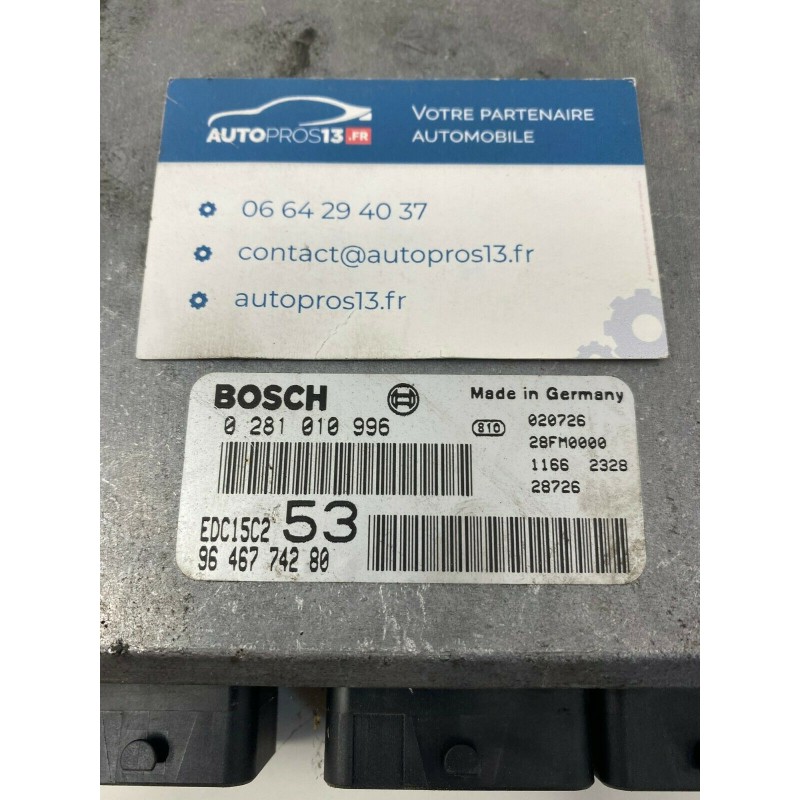 AUTOPROS13.FR
VOTRE PARTENAIRE
AUTOMOBILE
06 64 29 40 37
contact@autopros13.fr
autopros13.fr
BOSCH
Made in Germany
0 281 010 996
810
020726
28FM0000
1166 2328
28726
EDC15C2 53
96 467 742 80